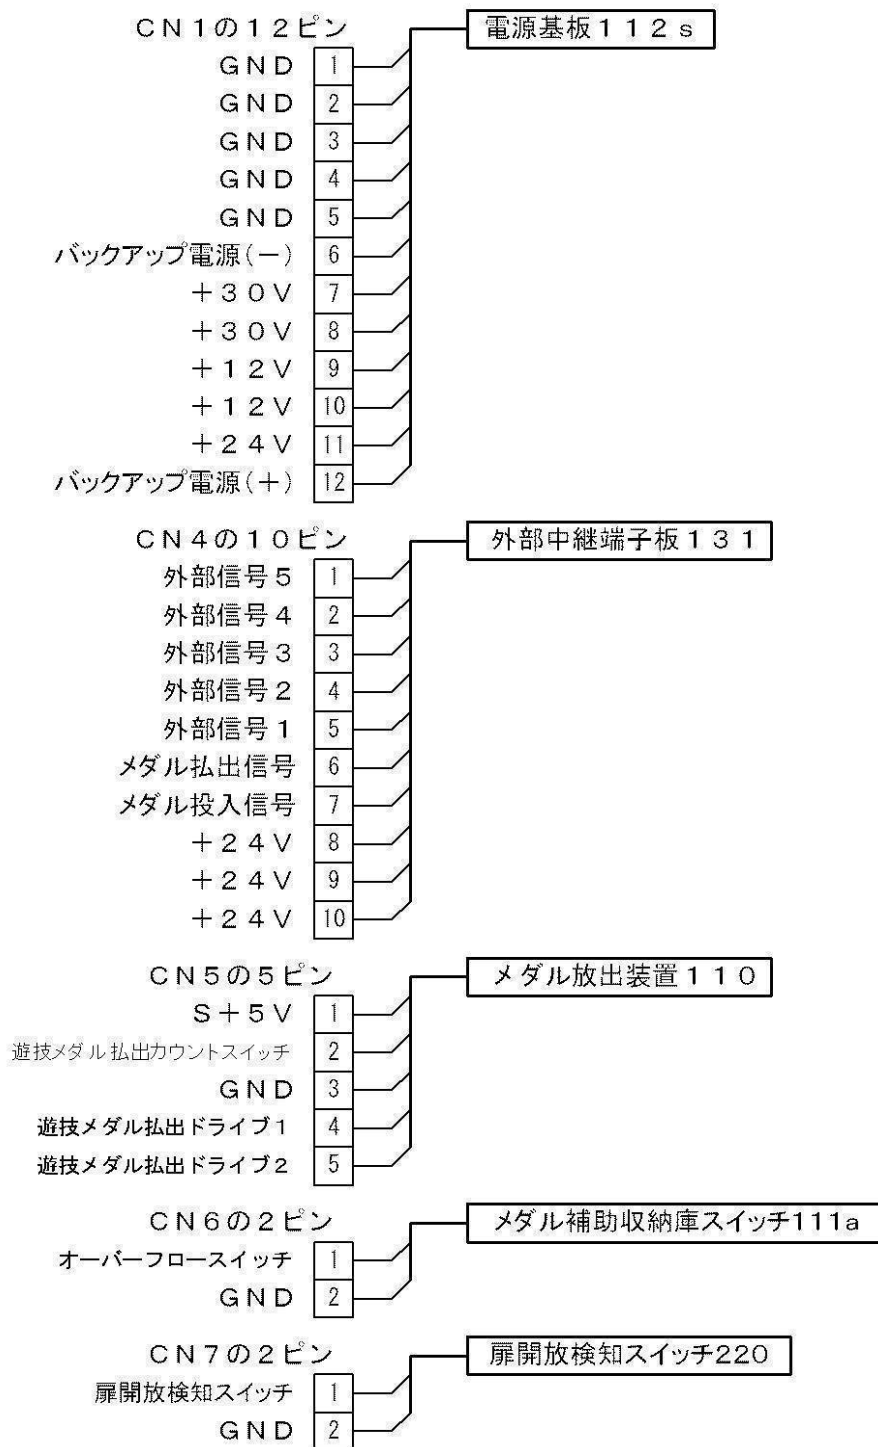 CN1の12ピン 電源基板112s
GND 1
GND 2
GND 3
GND 4
GND 5
バックアップ電源(－) 6
＋30V 7
＋30V 8
＋12V 9
＋12V 10
＋24V 11
バックアップ電源(＋) 12
CN4の10ピン 外部中継端子板131
外部信号5 1
外部信号4 2
外部信号3 3
外部信号2 4
外部信号1 5
メダル払出信号 6
メダル投入信号 7
＋24V 8
＋24V 9
＋24V 10
CN5の5ピン メダル放出装置110
S＋5V 1
遊技メダル払出カウントスイッチ 2
GND 3
遊技メダル払出ドライブ1 4
遊技メダル払出ドライブ2 5
CN6の2ピン メダル補助収納庫スイッチ111a
オーバーフロースイッチ 1
GND 2
CN7の2ピン 扉開放検知スイッチ220
扉開放検知スイッチ 1
GND 2